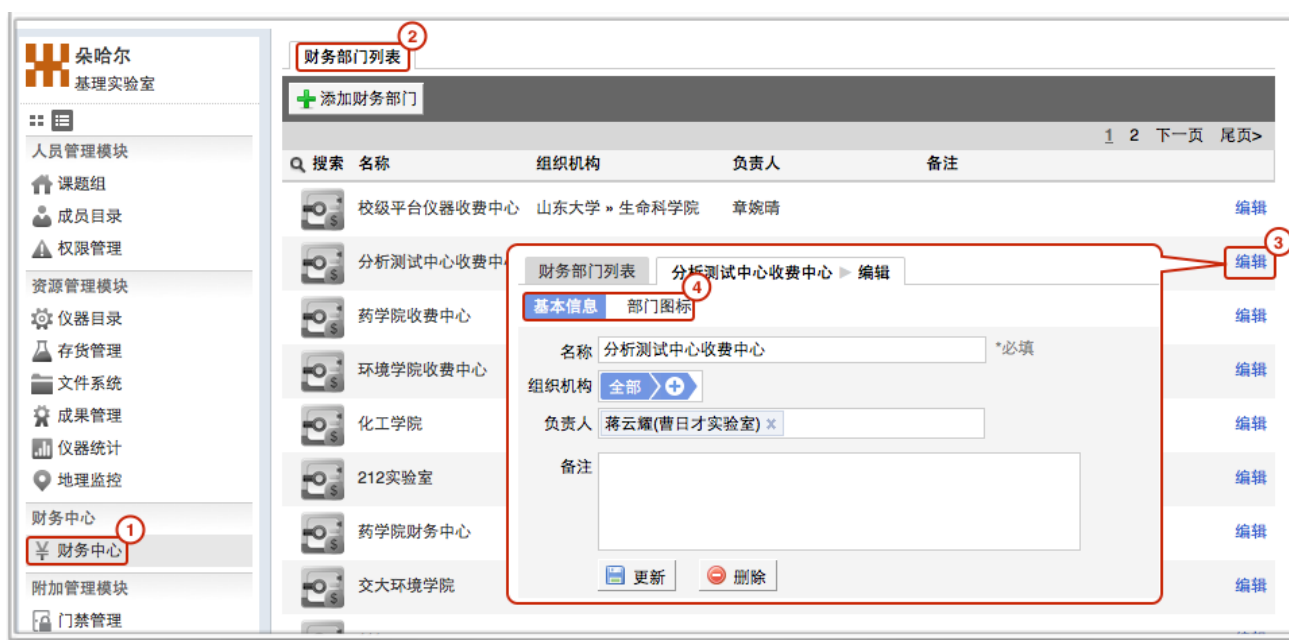 朵哈尔
基理实验室
人员管理模块
课题组
成员目录
权限管理
资源管理模块
仪器目录
存货管理
文件系统
成果管理
仪器统计
地理监控
财务中心
1
¥ 财务中心
附加管理模块
门禁管理
2
财务部门列表
添加财务部门
1 2 下一页 尾页>
搜索 名称 组织机构 负责人 备注
校级平台仪器收费中心 山东大学 » 生命科学院 章婉晴 编辑
3
分析测试中心收费中 编辑
药学院收费中心 编辑
环境学院收费中心 编辑
化工学院 编辑
212实验室 编辑
药学院财务中心 编辑
交大环境学院 编辑
财务部门列表 分析测试中心收费中心 ▶ 编辑
4
基本信息 部门图标
名称 分析测试中心收费中心 *必填
组织机构 全部
负责人 蒋云耀(曹日才实验室) ×
备注
更新 删除